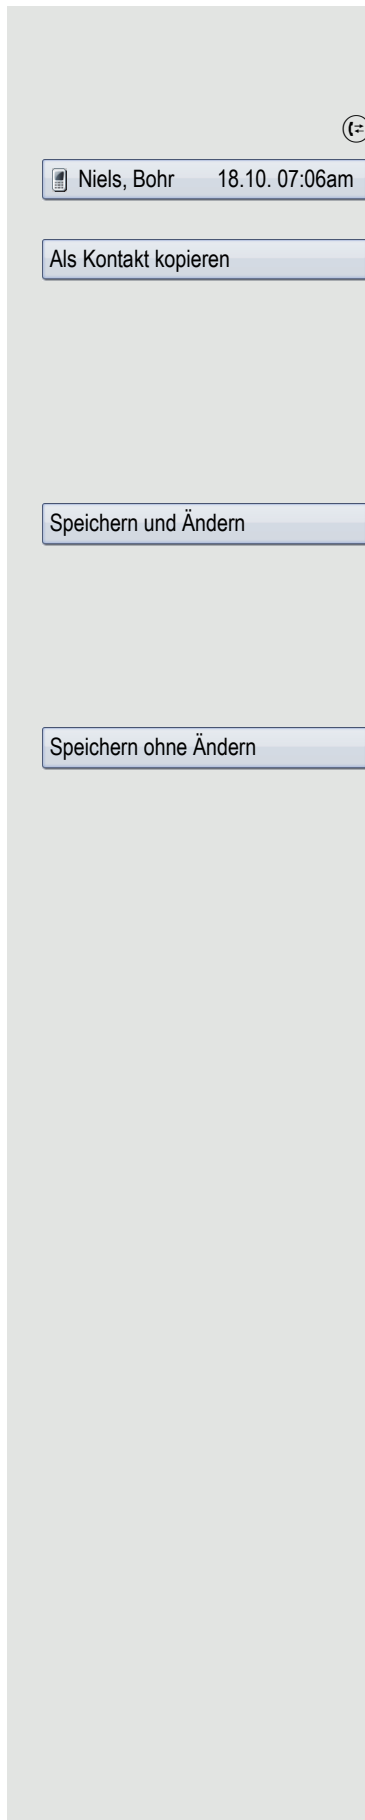 Niels, Bohr 18.10. 07:06am
Als Kontakt kopieren
Speichern und Ändern
Speichern ohne Ändern